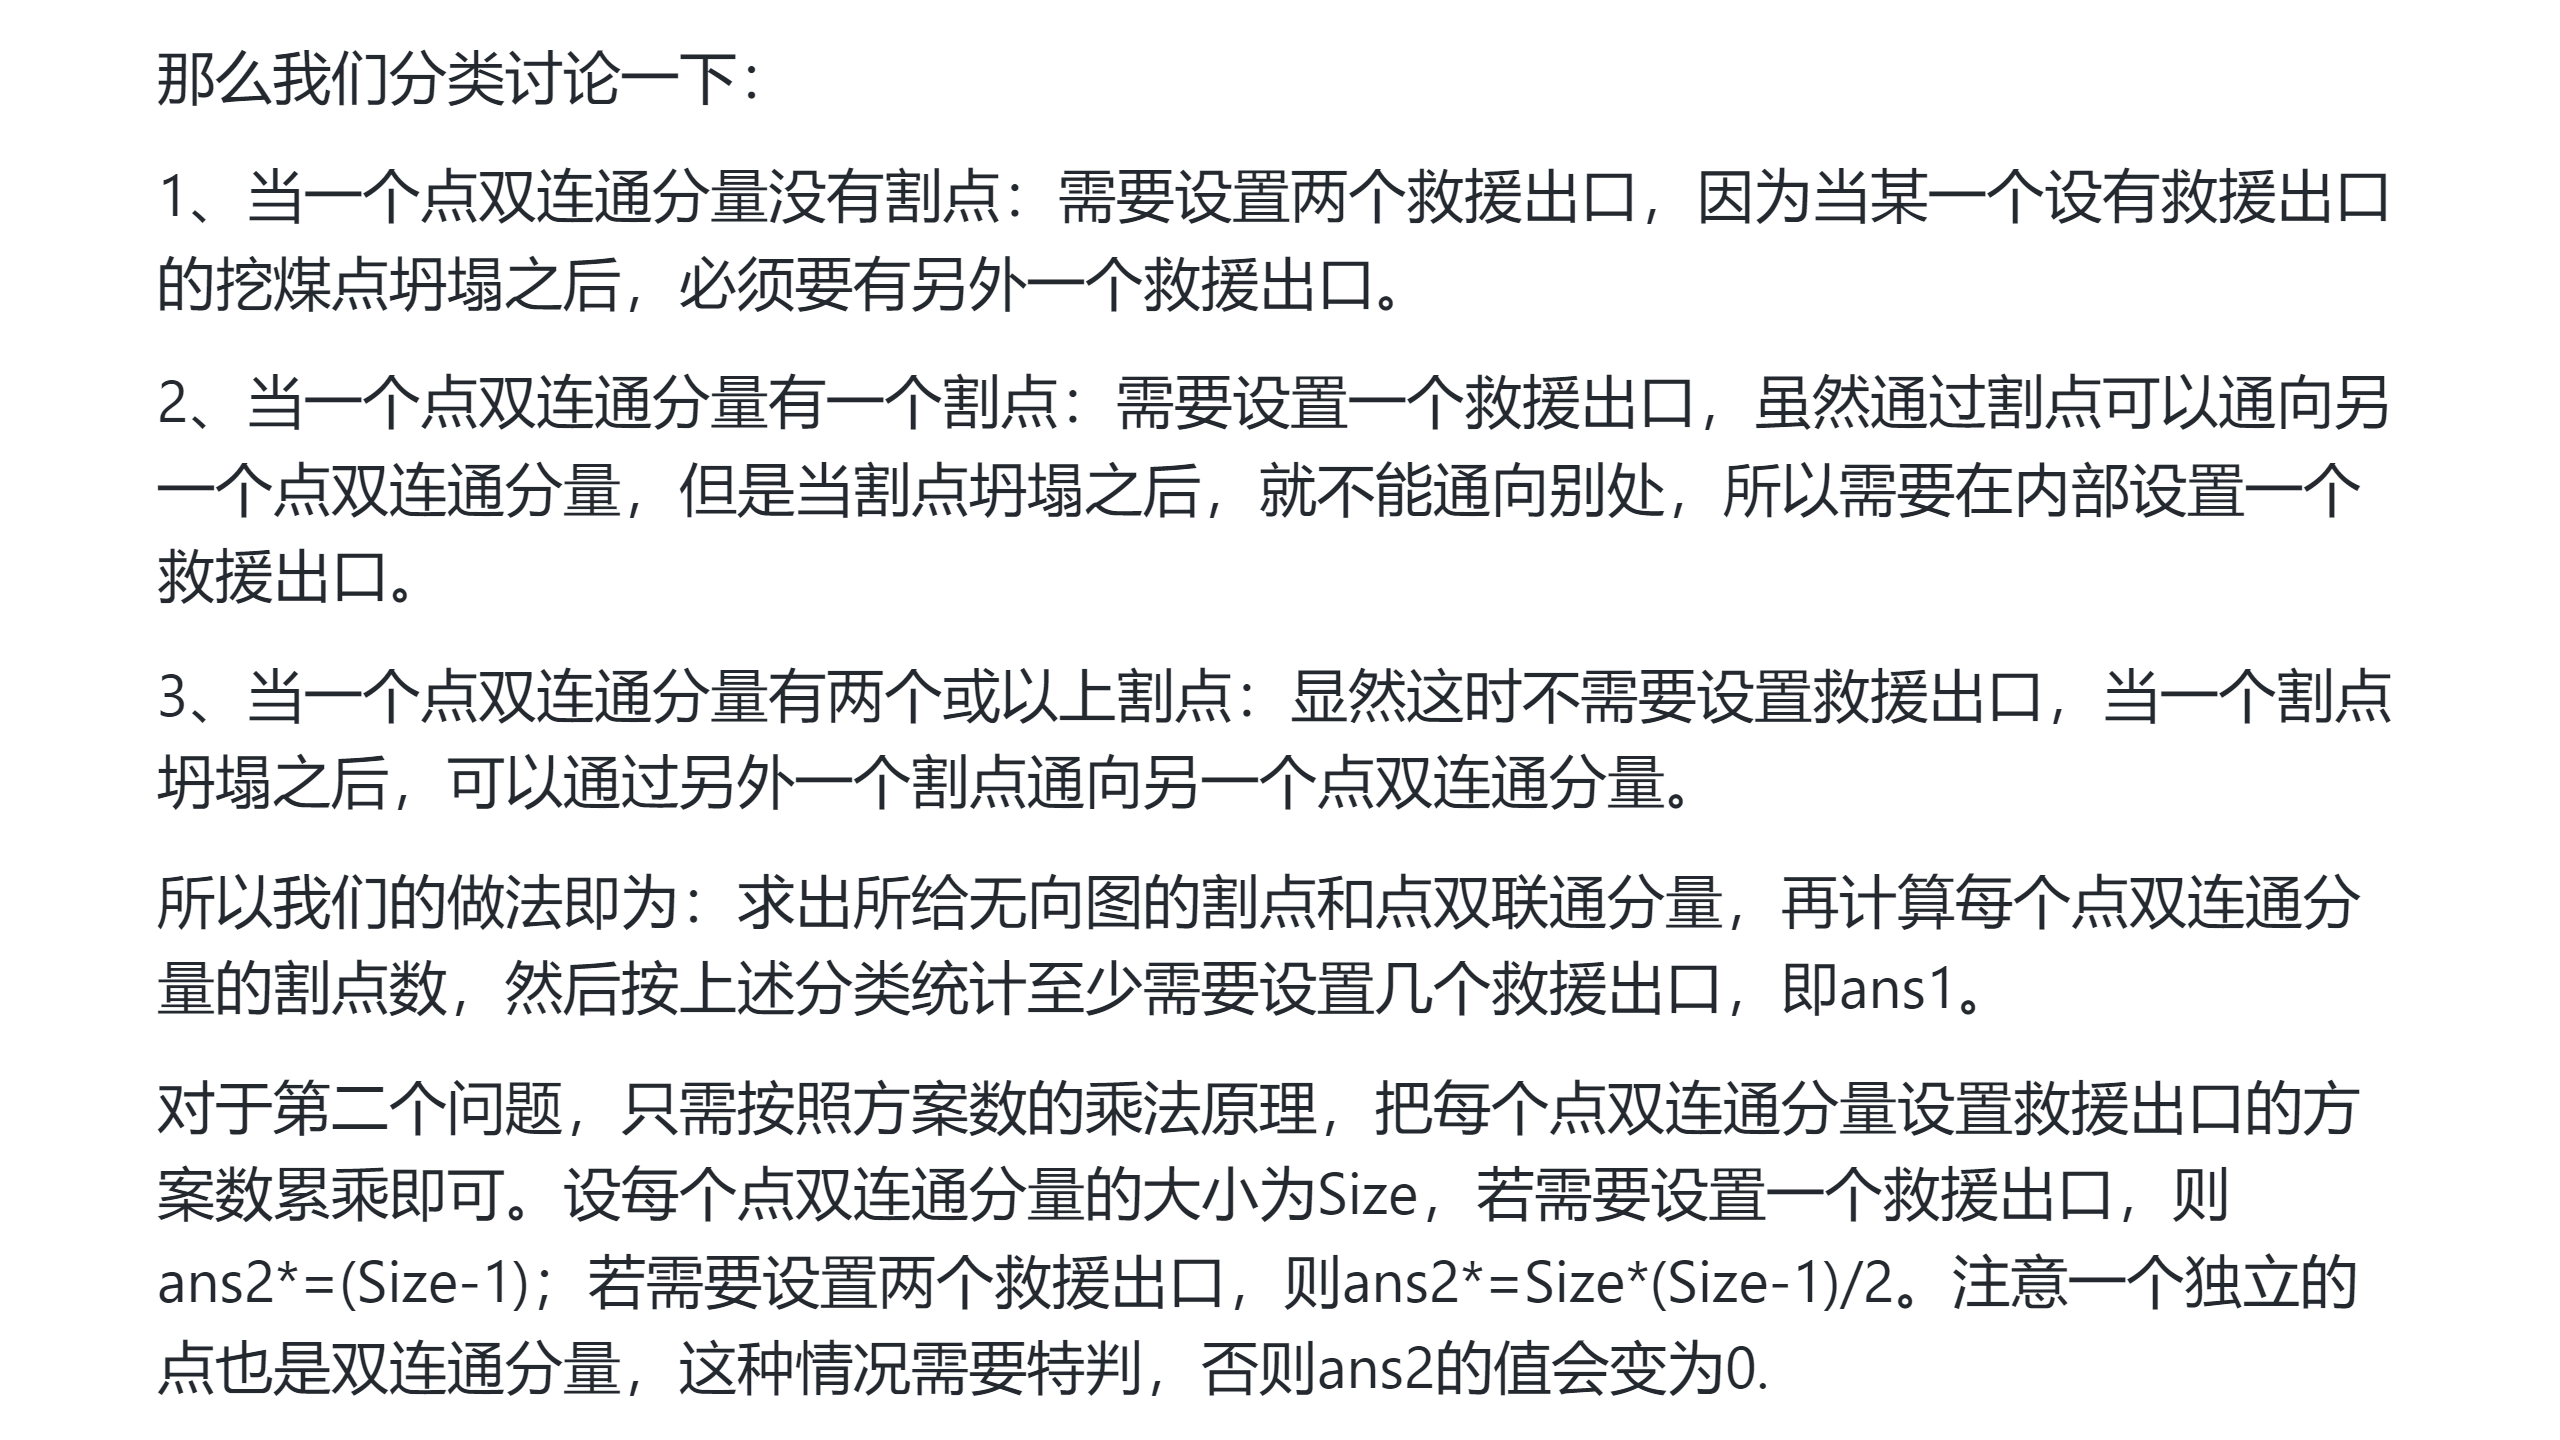 那么我们分类讨论一下：
1、当一个点双连通分量没有割点：需要设置两个救援出口，因为当某一个设有救援出口
的挖煤点坍塌之后，必须要有另外一个救援出口。
2、当一个点双连通分量有一个割点：需要设置一个救援出口，虽然通过割点可以通向另
一个点双连通分量，但是当割点坍塌之后，就不能通向别处，所以需要在内部设置一个
救援出口。
3、当一个点双连通分量有两个或以上割点：显然这时不需要设置救援出口，当一个割点
坍塌之后，可以通过另外一个割点通向另一个点双连通分量。
所以我们的做法即为：求出所给无向图的割点和点双联通分量，再计算每个点双连通分
量的割点数，然后按上述分类统计至少需要设置几个救援出口，即ans1。
对于第二个问题，只需按照方案数的乘法原理，把每个点双连通分量设置救援出口的方
案数累乘即可。设每个点双连通分量的大小为Size，若需要设置一个救援出口，则
ans2*=(Size-1)；若需要设置两个救援出口，则ans2*=Size*(Size-1)/2。注意一个独立的
点也是双连通分量，这种情况需要特判，否则ans2的值会变为0.